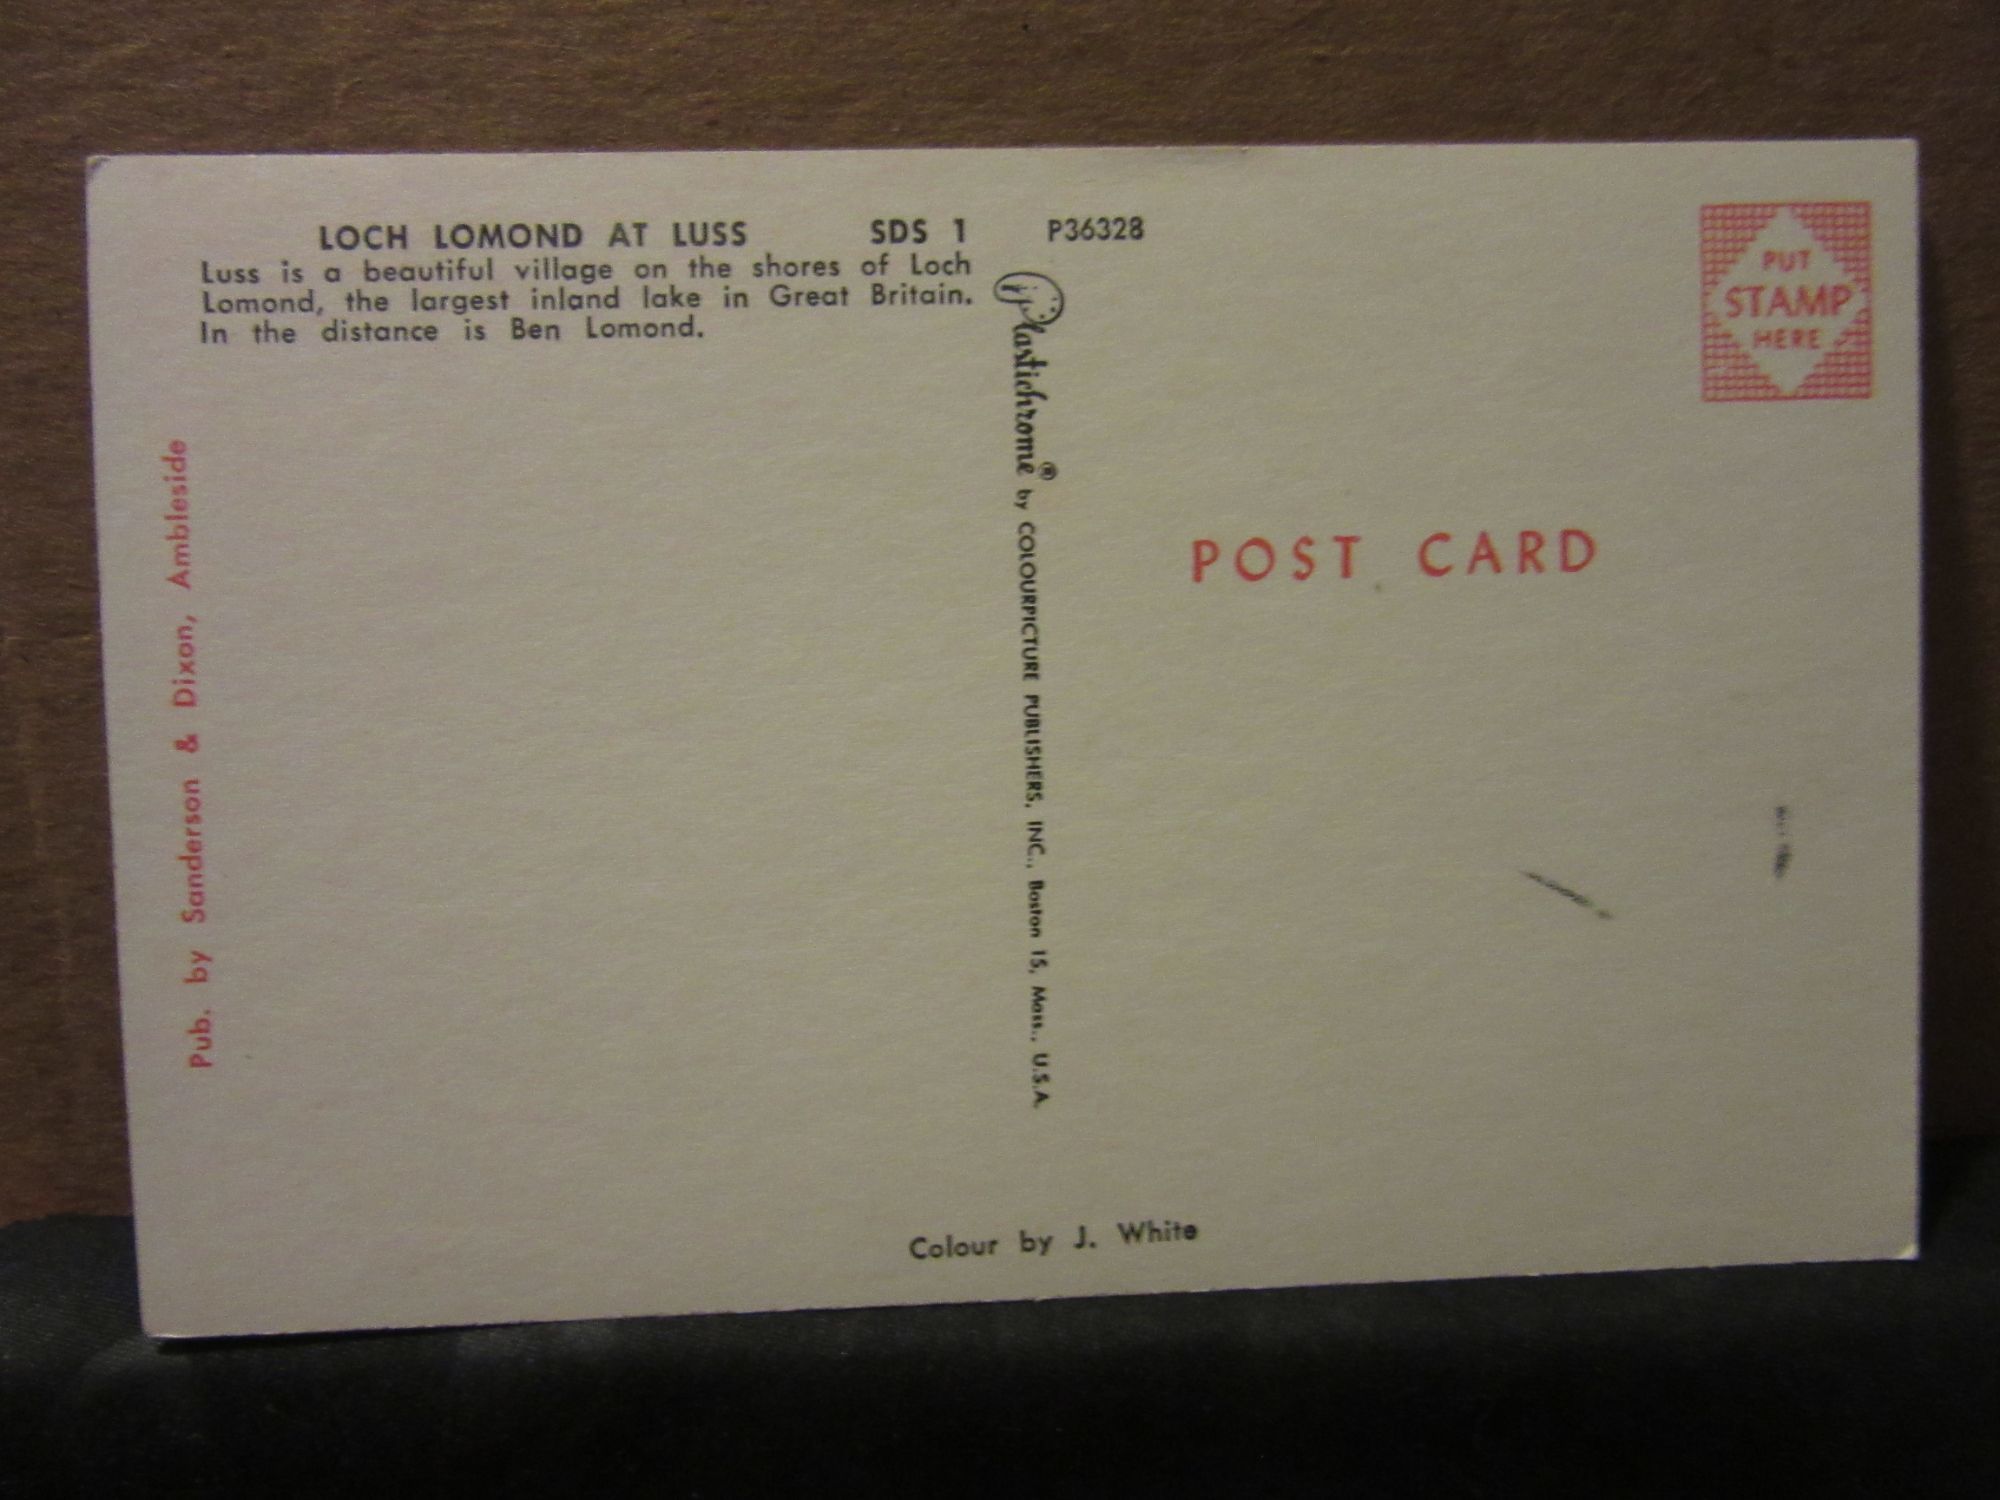 LOCH LOMOND AT LUSS SDS 1 P36328
Luss is a beautiful village on the shores of Loch
Lomond, the largest inland lake in Great Britain.
In the distance is Ben Lomond.
PUT
STAMP
HERE
Pub. by Sanderson & Dixon, Ambleside
Plastichrome® by COLOURPICTURE PUBLISHERS, INC., Boston 15, Mass., U.S.A.
POST CARD
Colour by J. White